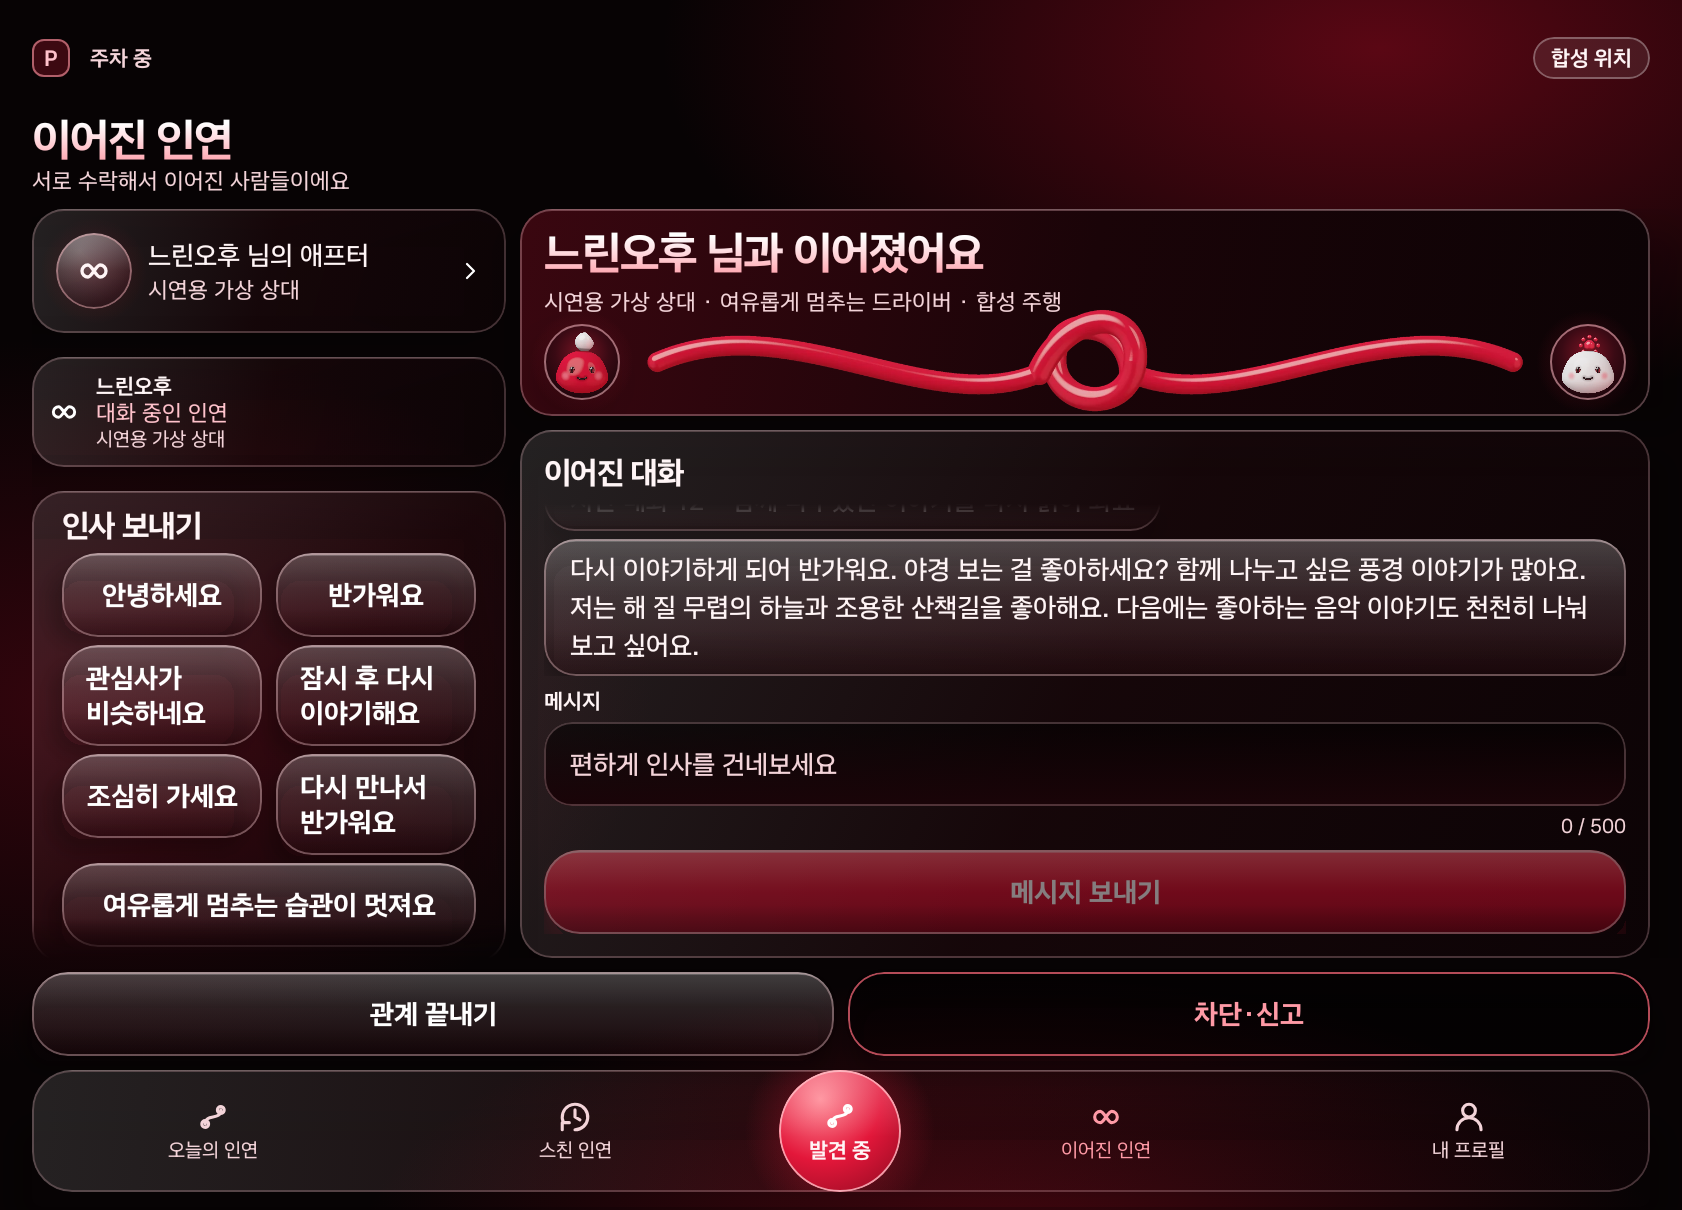 P 주차 중
합성 위치
이어진 인연
서로 수락해서 이어진 사람들이에요
느린오후 님의 애프터
시연용 가상 상대
느린오후
대화 중인 인연
시연용 가상 상대
인사 보내기
안녕하세요
반가워요
관심사가
비슷하네요
잠시 후 다시
이야기해요
조심히 가세요
다시 만나서
반가워요
여유롭게 멈추는 습관이 멋져요
느린오후 님과 이어졌어요
시연용 가상 상대 · 여유롭게 멈추는 드라이버 · 합성 주행
이어진 대화
다시 이야기하게 되어 반가워요. 야경 보는 걸 좋아하세요? 함께 나누고 싶은 풍경 이야기가 많아요.
저는 해 질 무렵의 하늘과 조용한 산책길을 좋아해요. 다음에는 좋아하는 음악 이야기도 천천히 나눠
보고 싶어요.
메시지
편하게 인사를 건네보세요
0 / 500
메시지 보내기
관계 끝내기
차단·신고
오늘의 인연
스친 인연
발견 중
이어진 인연
내 프로필